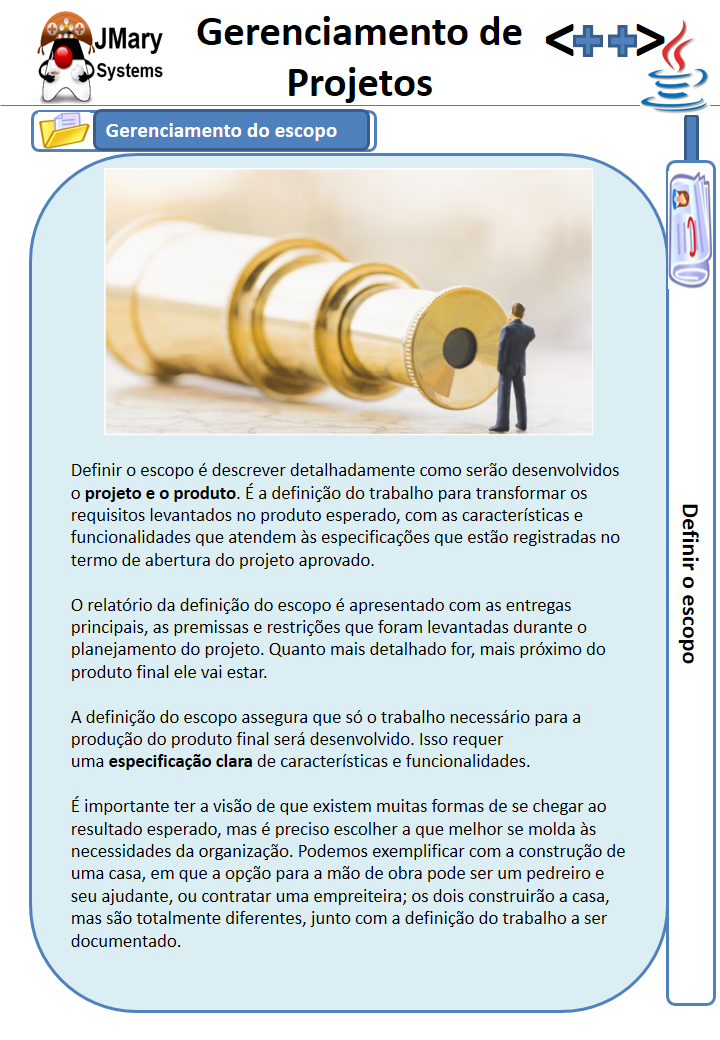 JMary
Systems
Gerenciamento de
Projetos
<++>
Gerenciamento do escopo
Definir o escopo é descrever detalhadamente como serão desenvolvidos
o projeto e o produto. É a definição do trabalho para transformar os
requisitos levantados no produto esperado, com as características e
funcionalidades que atendem às especificações que estão registradas no
termo de abertura do projeto aprovado.
O relatório da definição do escopo é apresentado com as entregas
principais, as premissas e restrições que foram levantadas durante o
planejamento do projeto. Quanto mais detalhado for, mais próximo do
produto final ele vai estar.
A definição do escopo assegura que só o trabalho necessário para a
produção do produto final será desenvolvido. Isso requer
uma especificação clara de características e funcionalidades.
É importante ter a visão de que existem muitas formas de se chegar ao
resultado esperado, mas é preciso escolher a que melhor se molda às
necessidades da organização. Podemos exemplificar com a construção de
uma casa, em que a opção para a mão de obra pode ser um pedreiro e
seu ajudante, ou contratar uma empreiteira; os dois construirão a casa,
mas são totalmente diferentes, junto com a definição do trabalho a ser
documentado.
Definir o escopo